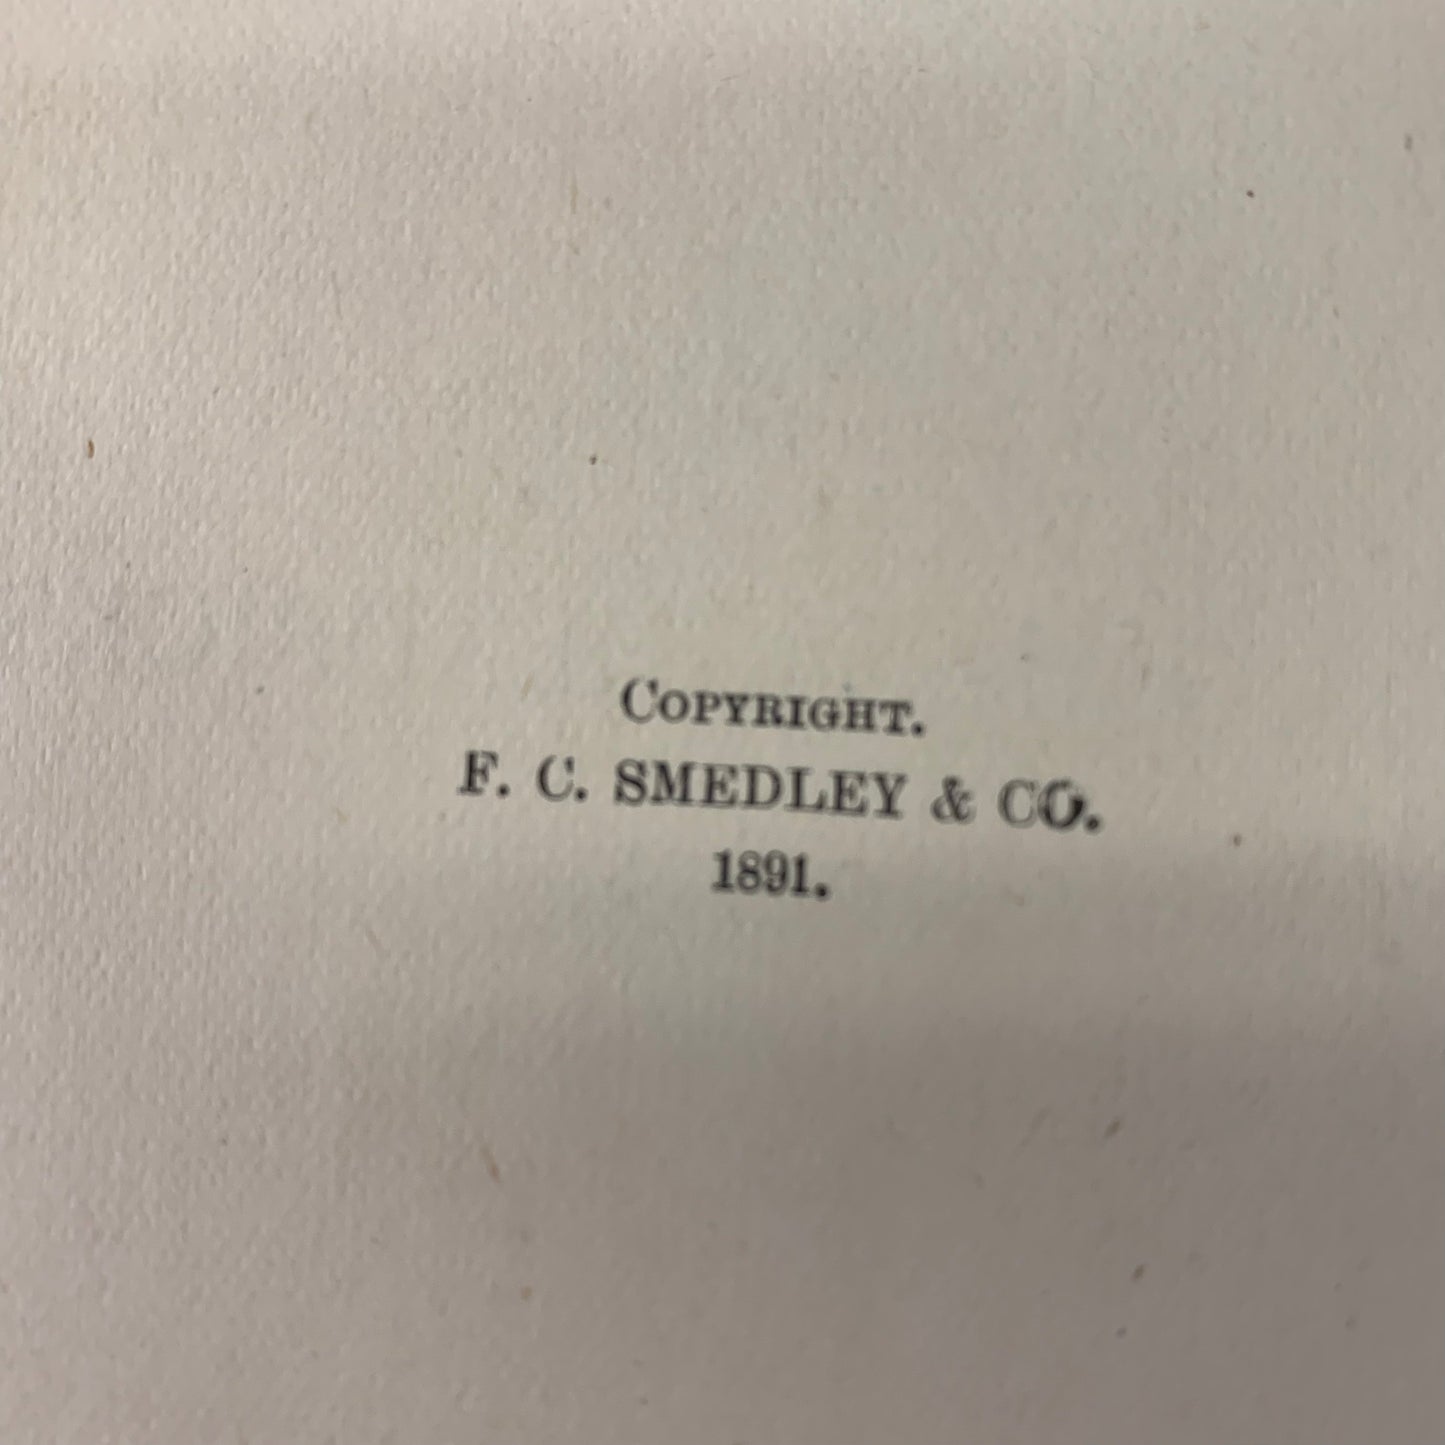 Copyright.
F. C. SMEDLEY & CO.
1891.